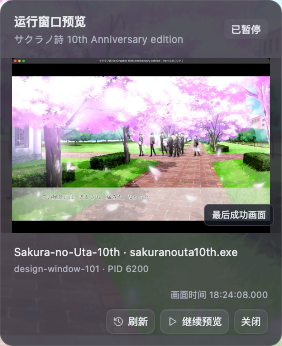 运行窗口预览
已暂停
サクラノ詩 10th Anniversary edition
最后成功画面
Sakura-no-Uta-10th · sakuranouta10th.exe
design-window-101 · PID 6200
画面时间 18:24:08.000
刷新
继续预览
关闭